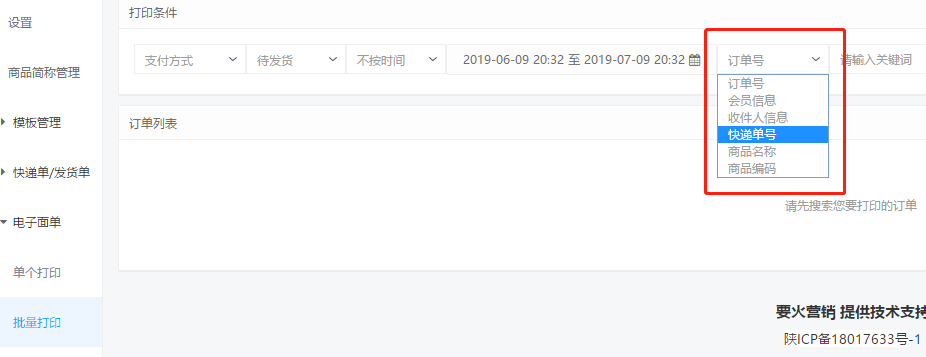 设置
商品简称管理
模板管理
快递单/发货单
电子面单
单个打印
批量打印
打印条件
支付方式 待发货 不按时间 2019-06-09 20:32 至 2019-07-09 20:32 订单号 请输入关键词
订单号
会员信息
收件人信息
快递单号
商品名称
商品编码
订单列表
请先搜索您要打印的订单
要火营销 提供技术支持
陕ICP备18017633号-1